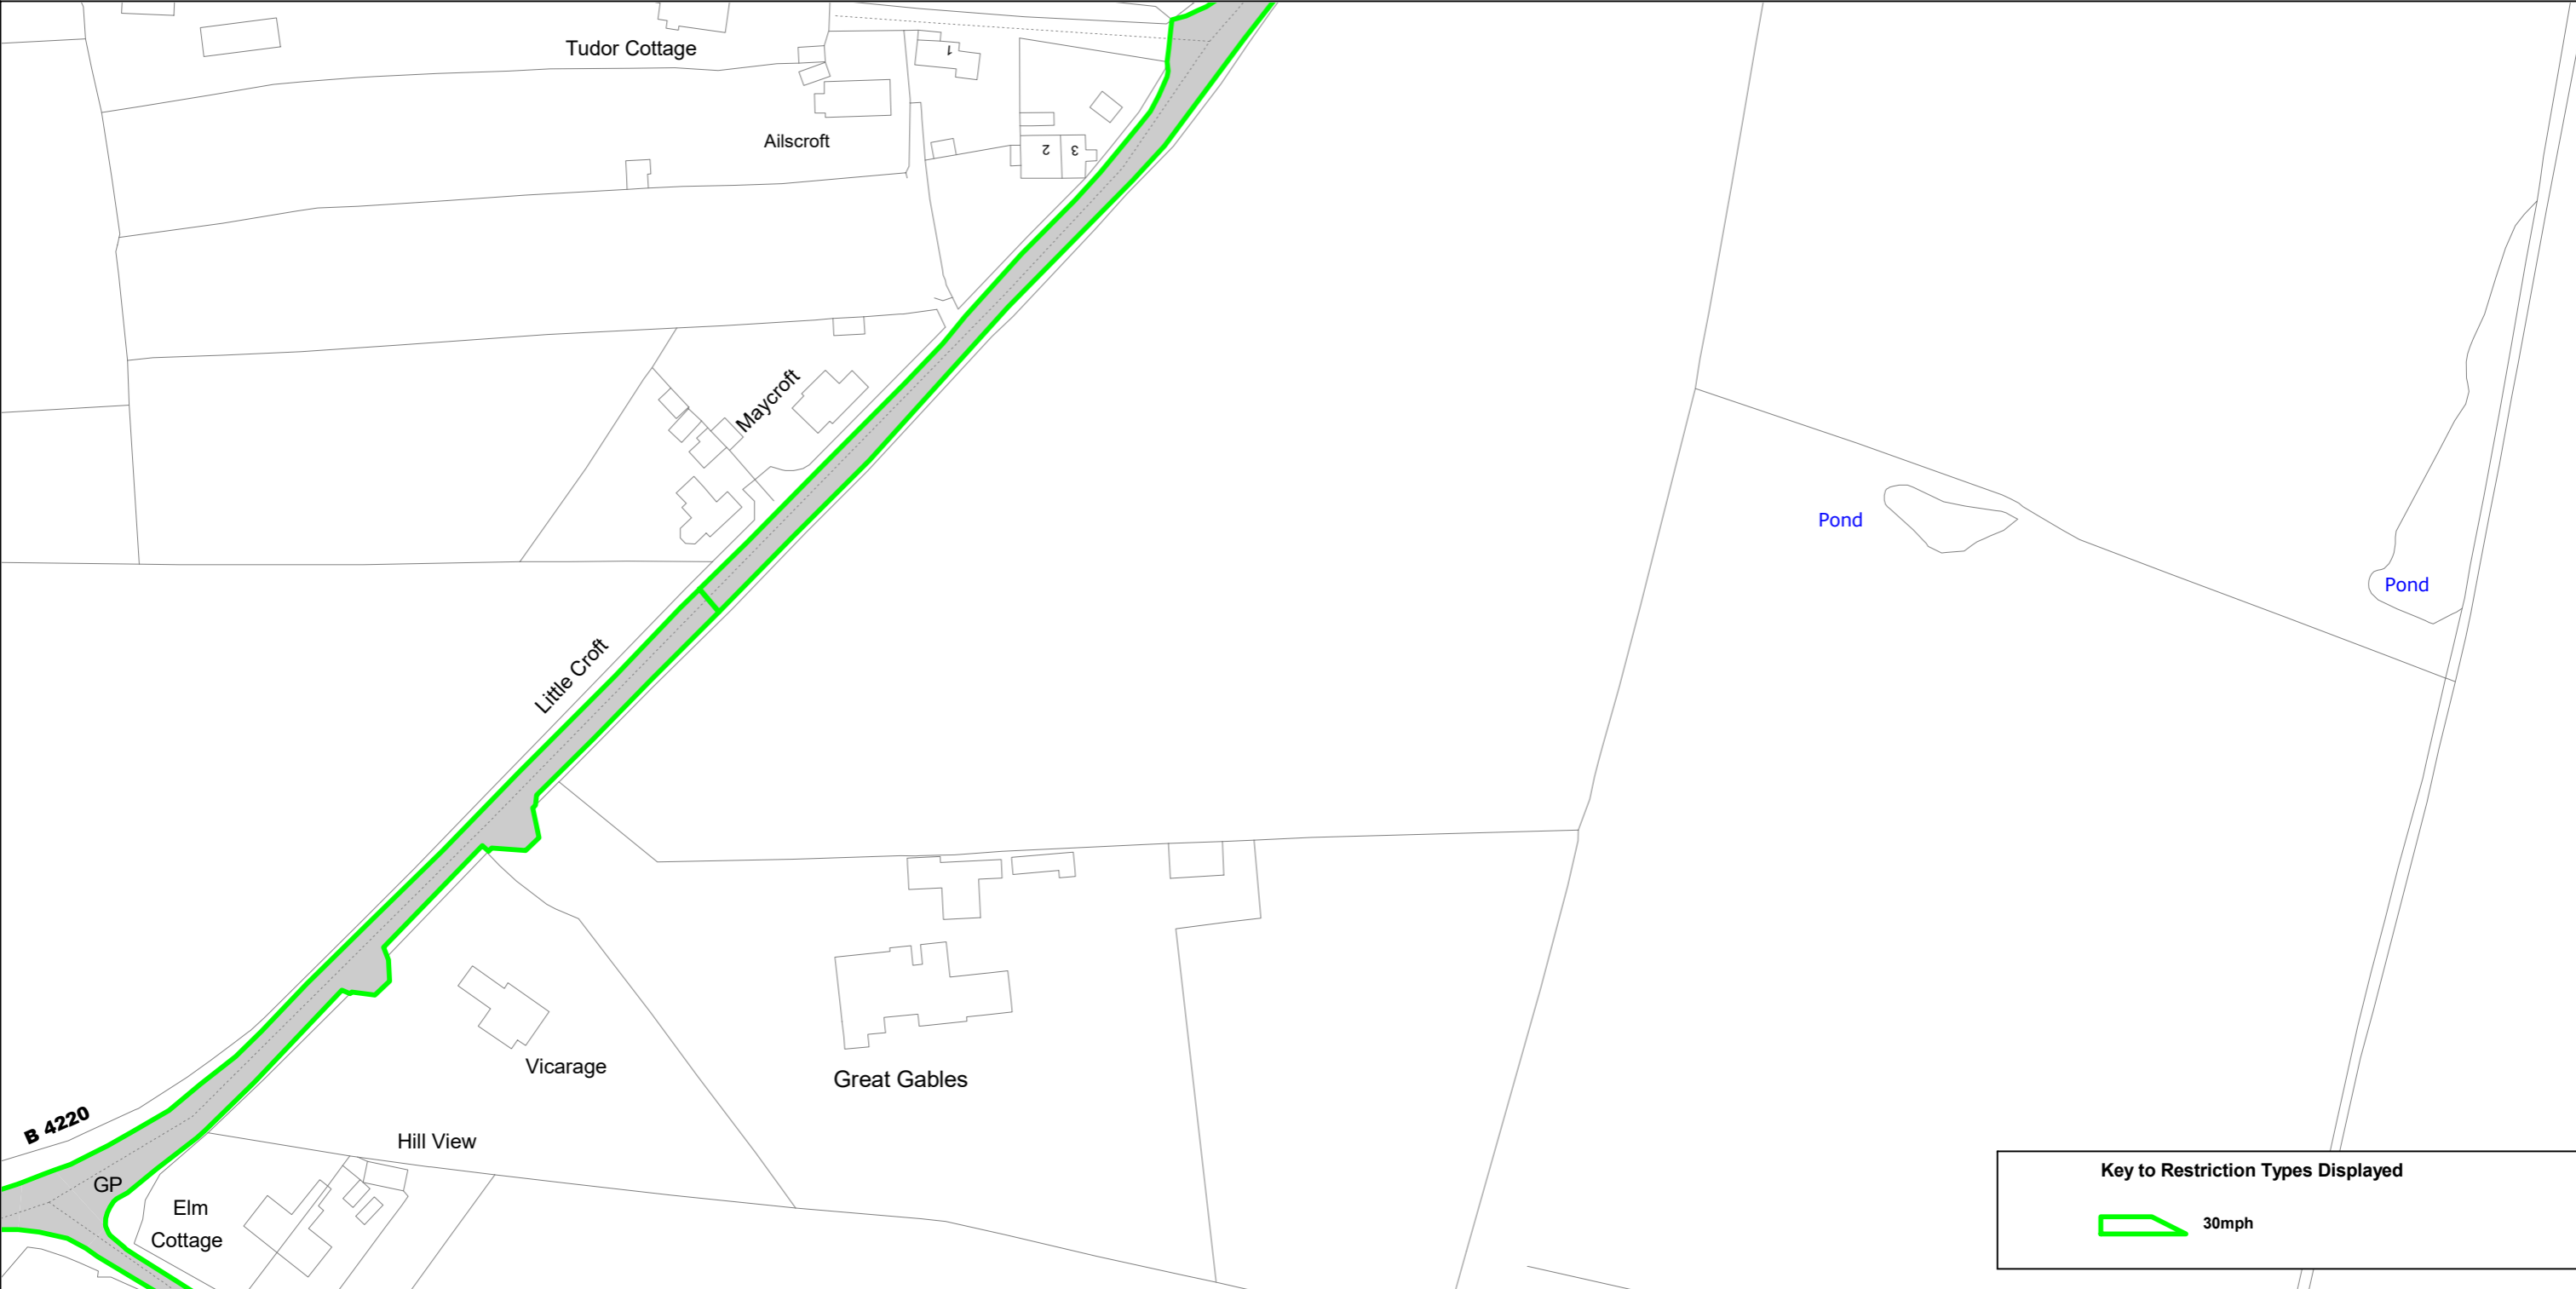 Tudor Cottage
1
Ailscroft
2
3
Maycroft
Pond
Pond
Little Croft
Vicarage
Great Gables
B 4220
Hill View
GP
Elm
Cottage
Key to Restriction Types Displayed
30mph